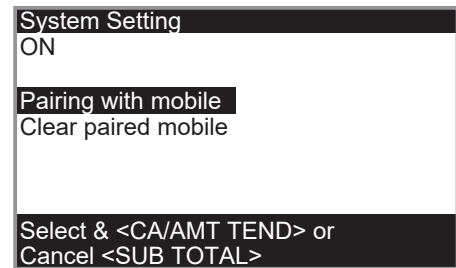 System Setting
ON
Pairing with mobile
Clear paired mobile
Select & <CA/AMT TEND> or
Cancel <SUB TOTAL>